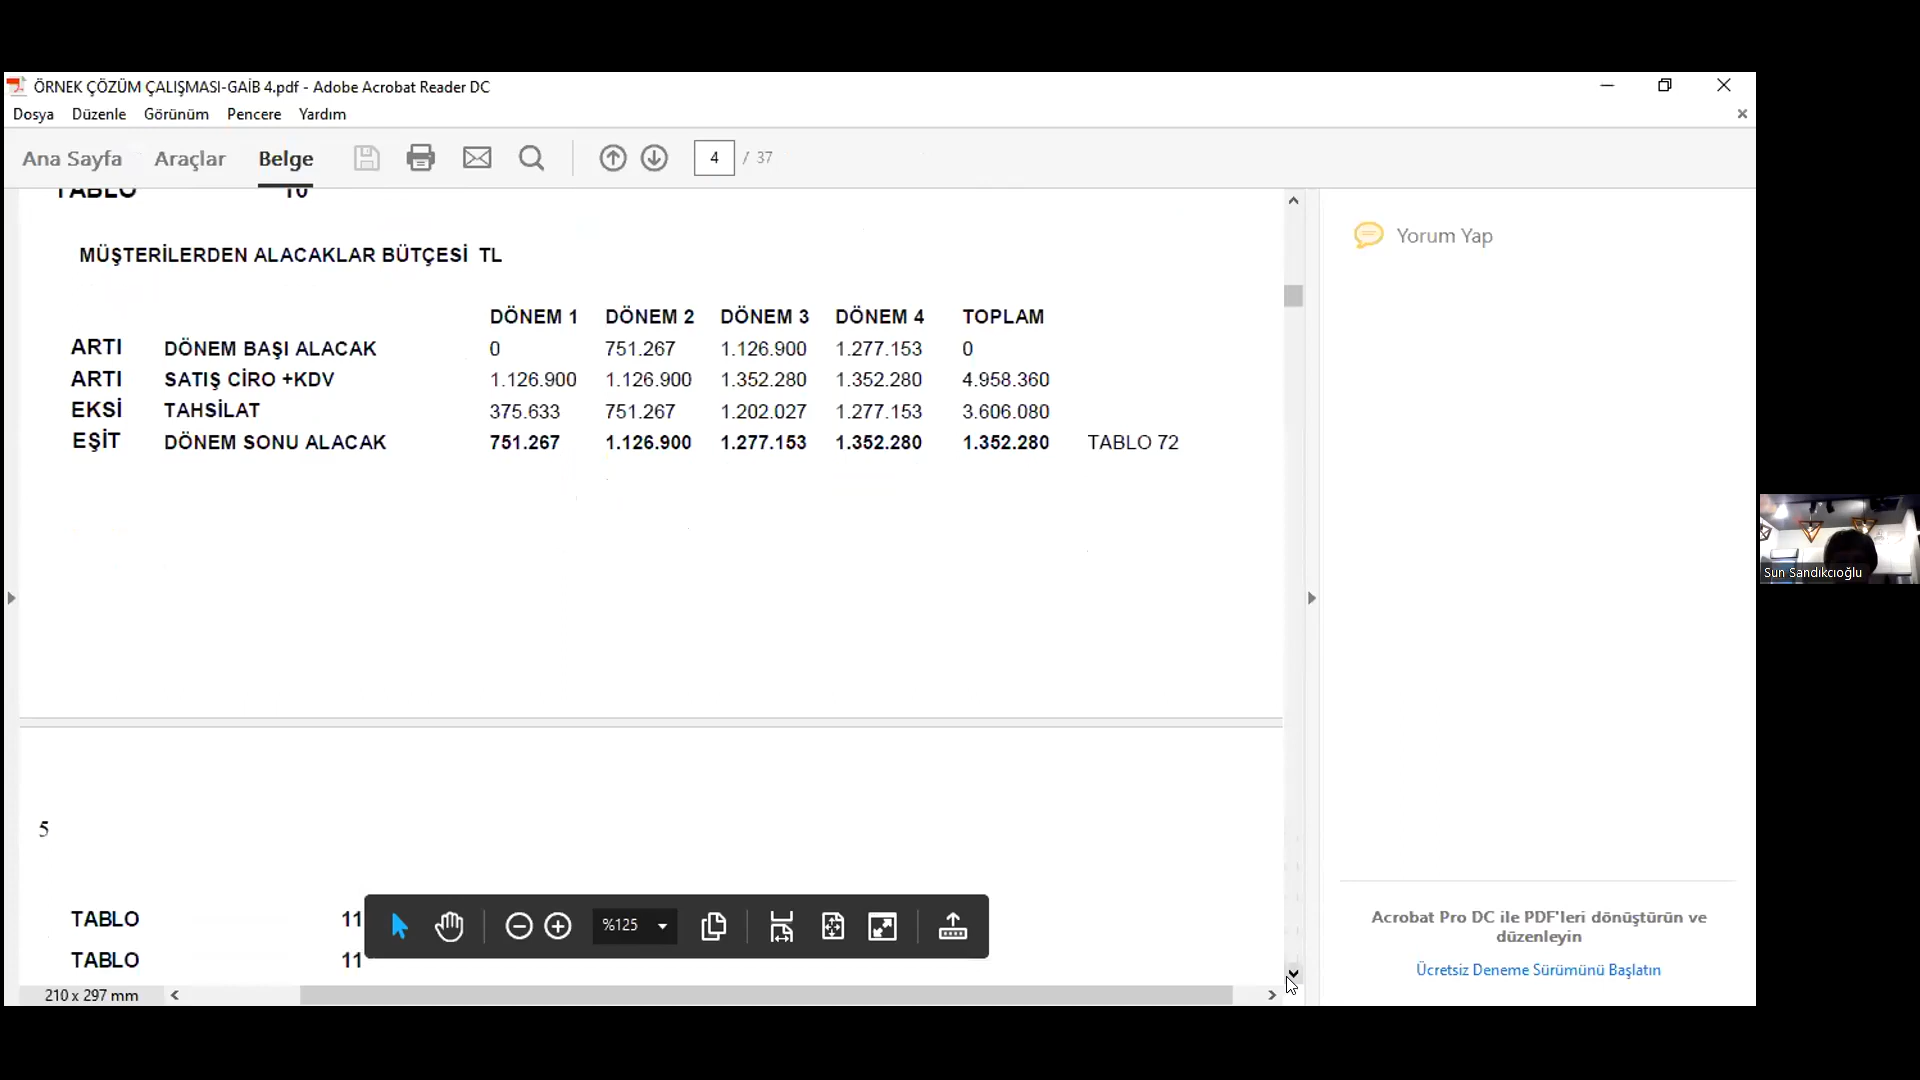 ÖRNEK ÇÖZÜM ÇALIŞMASI-GAİB 4.pdf - Adobe Acrobat Reader DC
Dosya Düzenle Görünüm Pencere Yardım
Ana Sayfa Araçlar Belge 4 / 37
TABLO 10
MÜŞTERİLERDEN ALACAKLAR BÜTÇESİ TL
DÖNEM 1 DÖNEM 2 DÖNEM 3 DÖNEM 4 TOPLAM
ARTI DÖNEM BAŞI ALACAK 0 751.267 1.126.900 1.277.153 0
ARTI SATIŞ CİRO +KDV 1.126.900 1.126.900 1.352.280 1.352.280 4.958.360
EKSİ TAHSİLAT 375.633 751.267 1.202.027 1.277.153 3.606.080
EŞİT DÖNEM SONU ALACAK 751.267 1.126.900 1.277.153 1.352.280 1.352.280 TABLO 72
5
TABLO 11
TABLO 11
%125
210 x 297 mm
Yorum Yap
Acrobat Pro DC ile PDF'leri dönüştürün ve
düzenleyin
Ücretsiz Deneme Sürümünü Başlatın
Sun Sandıkcıoğlu